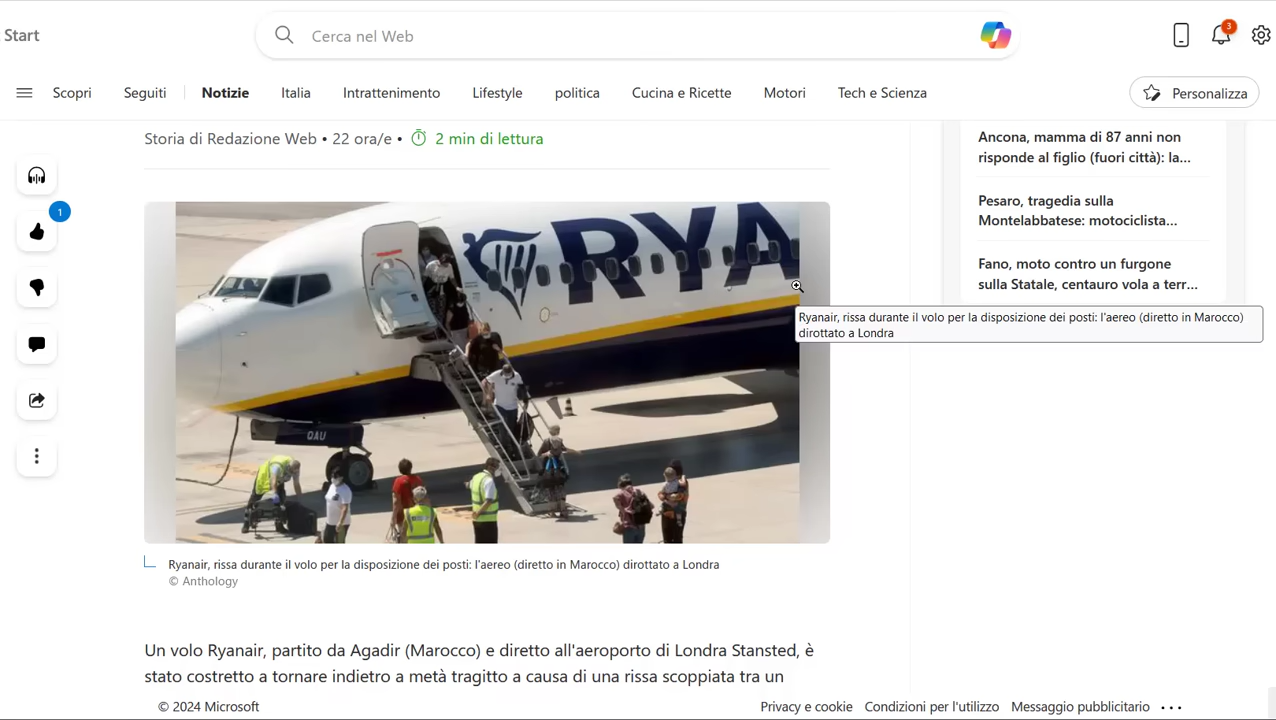 Start
Cerca nel Web
3
Scopri
Seguiti
Notizie
Italia
Intrattenimento
Lifestyle
politica
Cucina e Ricette
Motori
Tech e Scienza
Personalizza
Storia di Redazione Web • 22 ora/e • 2 min di lettura
1
RYA
QAU
Ancona, mamma di 87 anni non
risponde al figlio (fuori città): la...
Pesaro, tragedia sulla
Montelabbatese: motociclista...
Fano, moto contro un furgone
sulla Statale, centauro vola a terr...
Ryanair, rissa durante il volo per la disposizione dei posti: l'aereo (diretto in Marocco)
dirottato a Londra
Ryanair, rissa durante il volo per la disposizione dei posti: l'aereo (diretto in Marocco) dirottato a Londra
© Anthology
Un volo Ryanair, partito da Agadir (Marocco) e diretto all'aeroporto di Londra Stansted, è
stato costretto a tornare indietro a metà tragitto a causa di una rissa scoppiata tra un
© 2024 Microsoft
Privacy e cookie
Condizioni per l'utilizzo
Messaggio pubblicitario